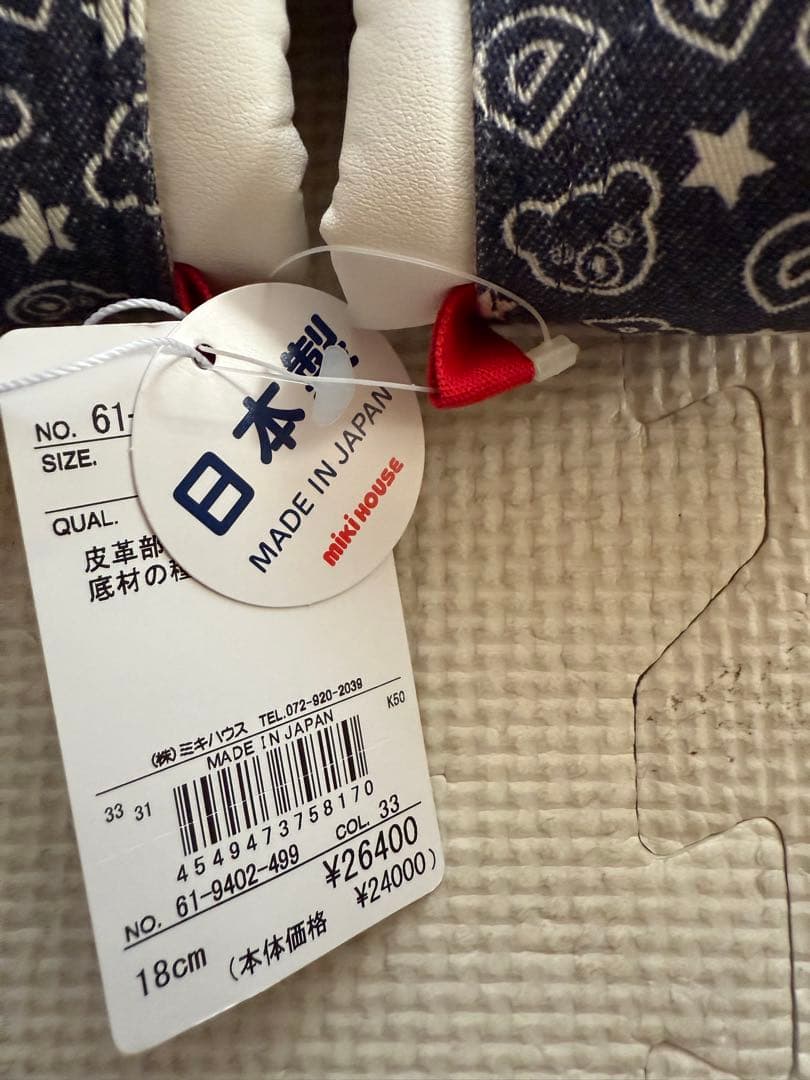 日本製
MADE IN JAPAN
mikiHOUSE
NO. 61-
SIZE.
QUAL.
皮革部
底材の種
(株)ミキハウス TEL.072-920-2039
MADE IN JAPAN
K50
33 31
4549473758170
COL. 33
NO. 61-9402-499
¥26400
18cm (本体価格 ¥24000)